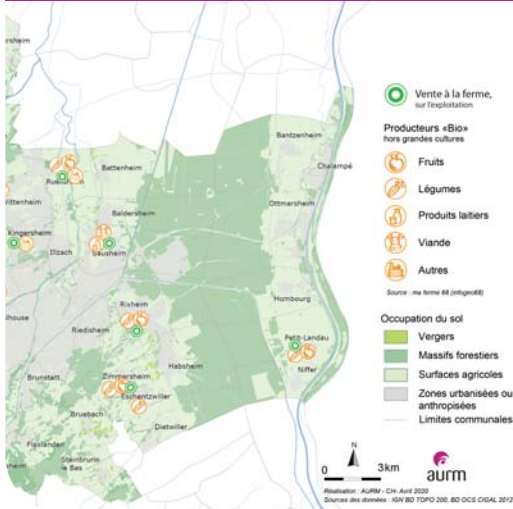 Vente à la ferme,
sur l'exploitation
Producteurs «Bio»
hors grandes cultures
Fruits
Légumes
Produits laitiers
Viande
Autres
Source : ma ferme 68 (infogeo68)
Occupation du sol
Vergers
Massifs forestiers
Surfaces agricoles
Zones urbanisées ou
anthropisées
Limites communales
N
0 3km
aurm
Réalisation : AURM - CH- Avril 2020
Sources des données : IGN BD TOPO 200, BD OCS CIGAL 2012
ersheim
Bantzenheim
Chalampé
Battenheim
Wittenheim
Baldersheim
Ottmarsheim
Kingersheim
Illzach
Sausheim
Hombourg
Rixheim
lhouse
Riedisheim
Petit-Landau
Habsheim
Niffer
Zimmersheim
Brunstatt
Eschentzwiller
Bruebach
Dietwiller
Flaxlanden
Steinbrunn
le Bas
sheim